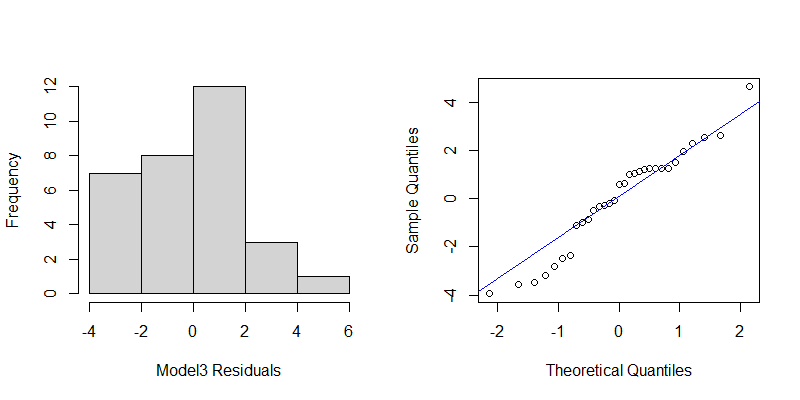 Frequency
0 2 4 6 8 10 12
-4 -2 0 2 4 6
Model3 Residuals
Sample Quantiles
-4 -2 0 2 4
-2 -1 0 1 2
Theoretical Quantiles